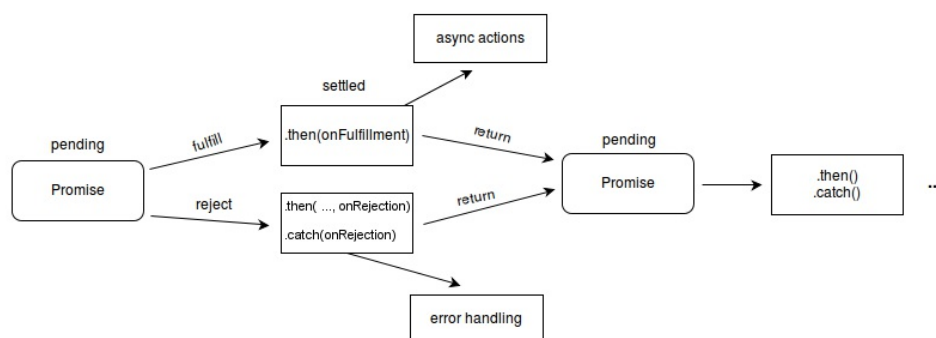 async actions
settled
.then(onFulfillment)
pending
fulfill
return
pending
Promise
Promise
.then()
.catch()
...
reject
.then( ..., onRejection)
.catch(onRejection)
return
error handling